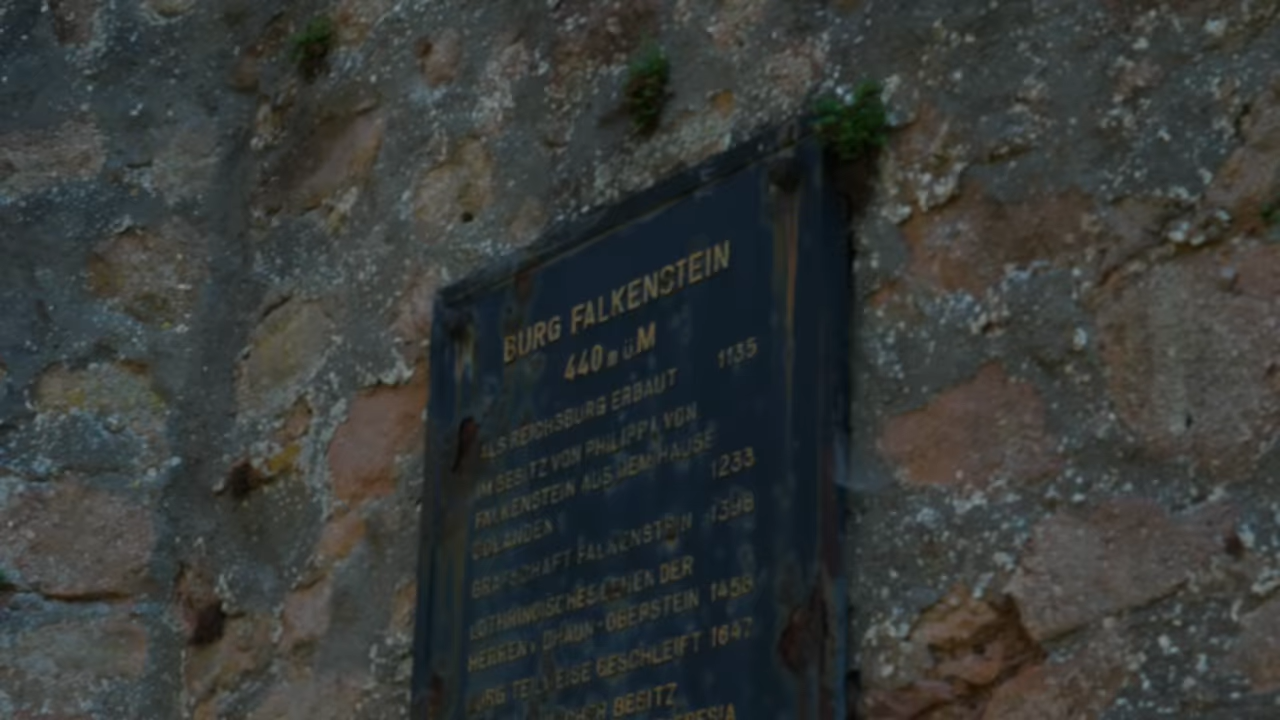 BURG FALKENSTEIN
440 m ü.M
ALS REICHSBURG ERBAUT 1135
IM BESITZ VON PHILIPP I VON
FALKENSTEIN AUS DEM HAUSE
BOLANDEN 1233
GRAFSCHAFT FALKENSTEIN 1398
LOTHRINGISCHES LEHEN DER
HERREN V DHAUN-OBERSTEIN 1458
BURG TEILWEISE GESCHLEIFT 1647
BESITZ